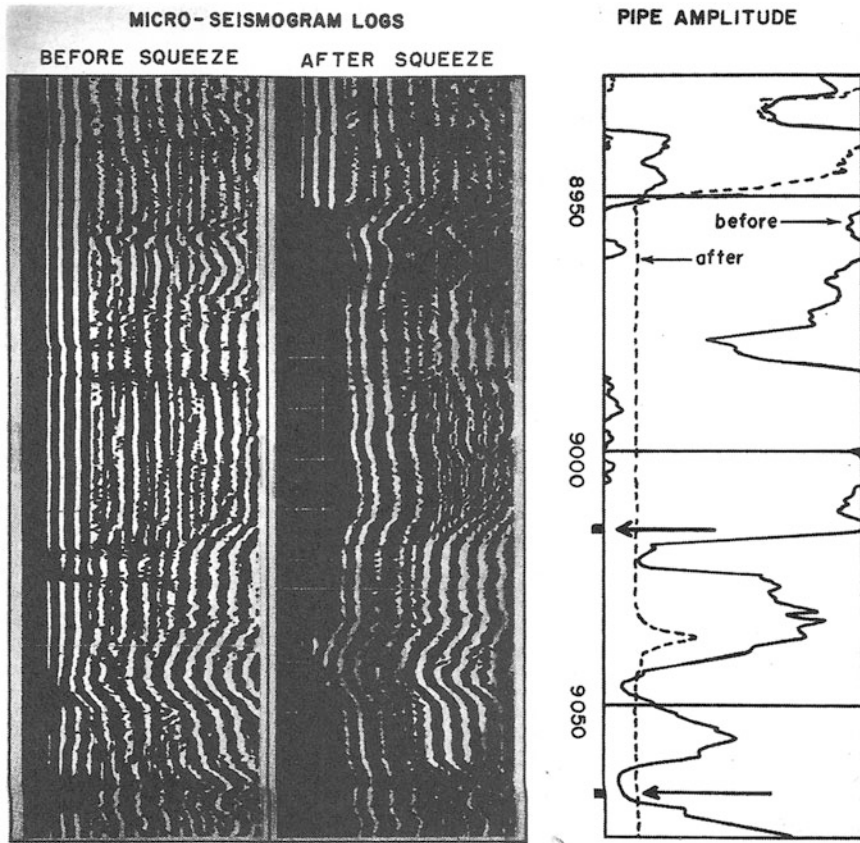 MICRO-SEISMOGRAM LOGS
BEFORE SQUEEZE
AFTER SQUEEZE
PIPE AMPLITUDE
8950
before
after
9000
9050